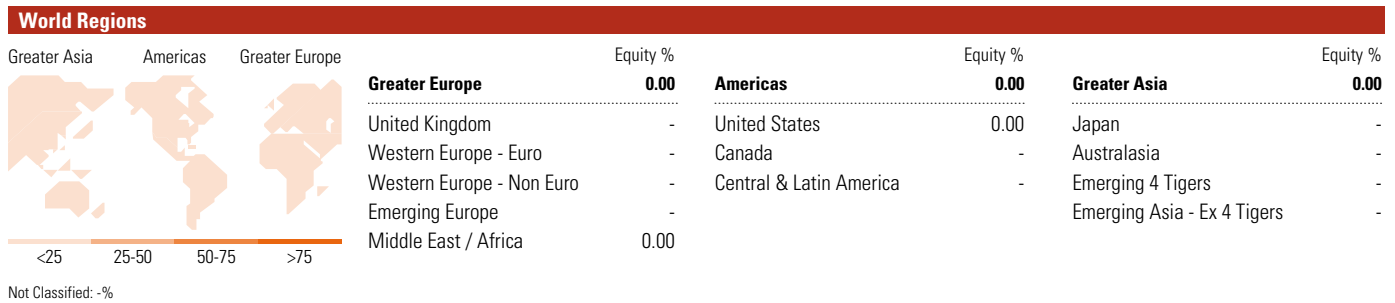 World Regions
Greater Asia Americas Greater Europe
<25 25-50 50-75 >75
Equity %
Greater Europe 0.00
United Kingdom -
Western Europe - Euro -
Western Europe - Non Euro -
Emerging Europe -
Middle East / Africa 0.00
Equity %
Americas 0.00
United States 0.00
Canada -
Central & Latin America -
Equity %
Greater Asia 0.00
Japan -
Australasia -
Emerging 4 Tigers -
Emerging Asia - Ex 4 Tigers -
Not Classified: -%